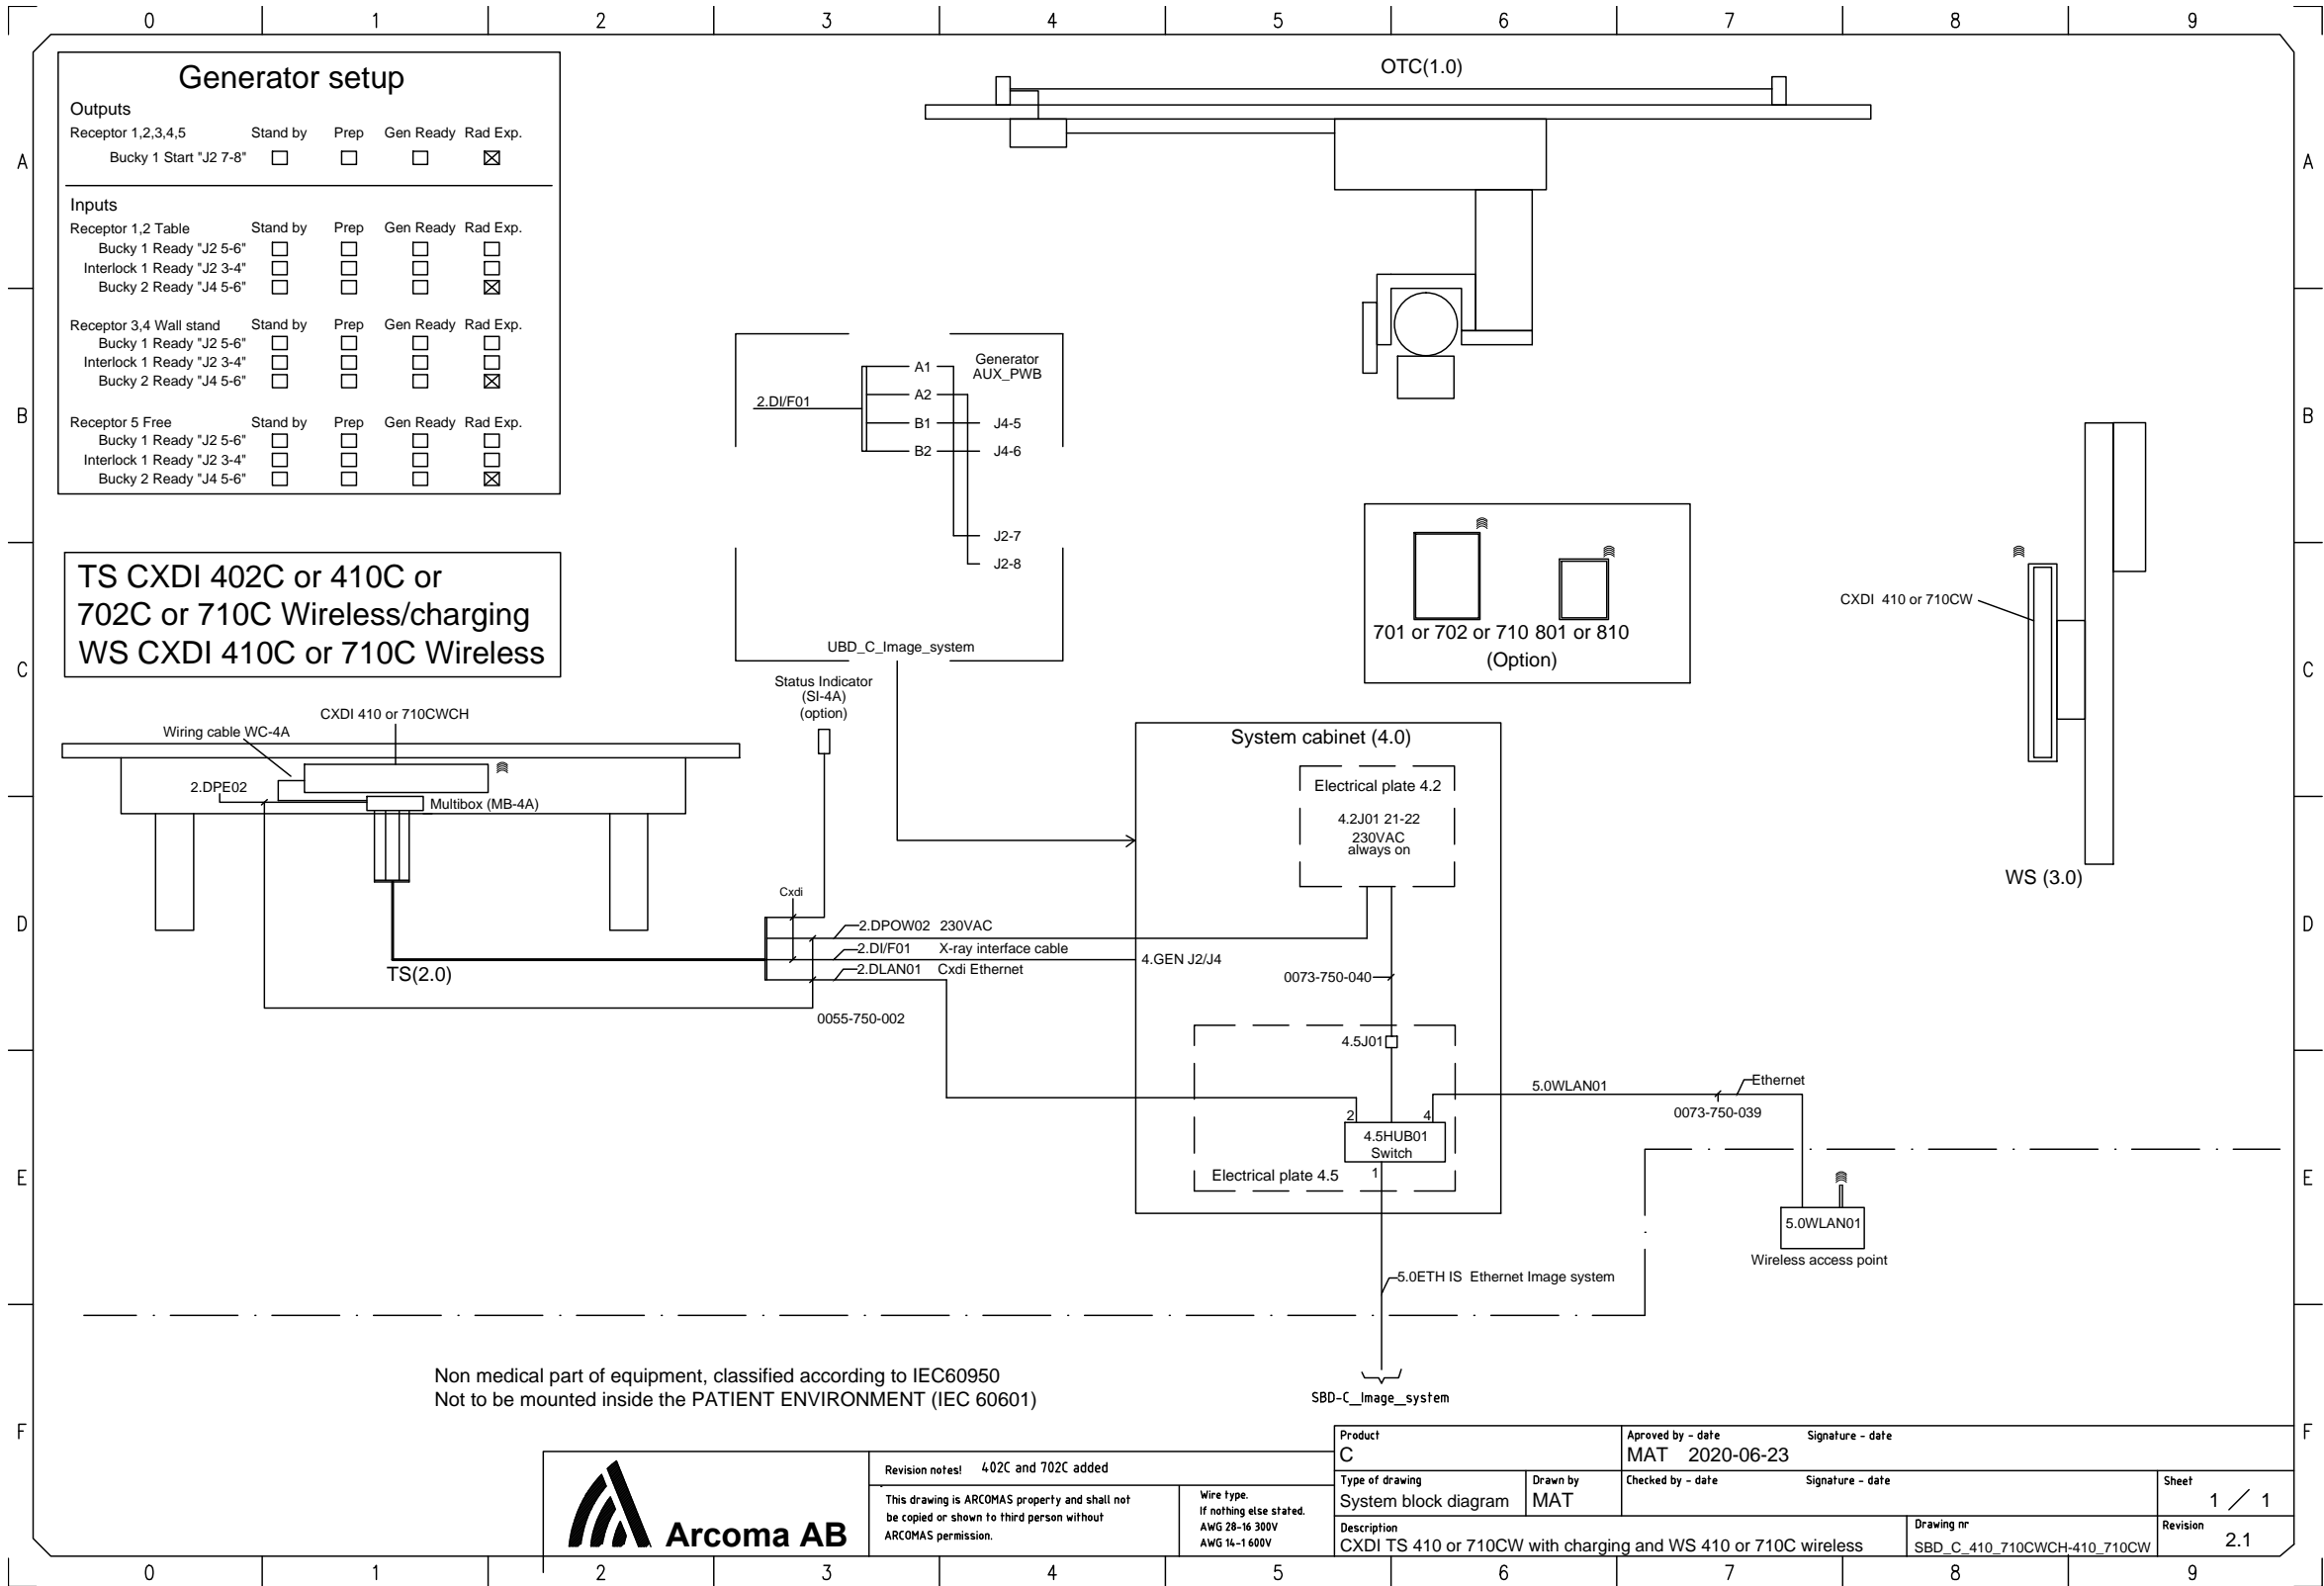 0 1 2 3 4 5 6 7 8 9
Generator setup
Outputs
Receptor 1,2,3,4,5 Stand by Prep Gen Ready Rad Exp.
Bucky 1 Start "J2 7-8"
Inputs
Receptor 1,2 Table Stand by Prep Gen Ready Rad Exp.
Bucky 1 Ready "J2 5-6"
Interlock 1 Ready "J2 3-4"
Bucky 2 Ready "J4 5-6"
Receptor 3,4 Wall stand Stand by Prep Gen Ready Rad Exp.
Bucky 1 Ready "J2 5-6"
Interlock 1 Ready "J2 3-4"
Bucky 2 Ready "J4 5-6"
Receptor 5 Free Stand by Prep Gen Ready Rad Exp.
Bucky 1 Ready "J2 5-6"
Interlock 1 Ready "J2 3-4"
Bucky 2 Ready "J4 5-6"
A
B
C
D
E
F
A
B
C
D
E
F
OTC(1.0)
Generator
AUX_PWB
2.DI/F01
A1
A2
B1
B2
J4-5
J4-6
J2-7
J2-8
UBD_C_Image_system
TS CXDI 402C or 410C or
702C or 710C Wireless/charging
WS CXDI 410C or 710C Wireless
701 or 702 or 710 801 or 810
(Option)
CXDI 410 or 710CW
WS (3.0)
Status Indicator
(SI-4A)
(option)
CXDI 410 or 710CWCH
Wiring cable WC-4A
2.DPE02
Multibox (MB-4A)
TS(2.0)
Cxdi
2.DPOW02 230VAC
2.DI/F01 X-ray interface cable
2.DLAN01 Cxdi Ethernet
0055-750-002
System cabinet (4.0)
Electrical plate 4.2
4.2J01 21-22
230VAC
always on
4.GEN J2/J4
0073-750-040
4.5J01
2
4
4.5HUB01
Switch
1
Electrical plate 4.5
5.0WLAN01
Ethernet
0073-750-039
5.0WLAN01
Wireless access point
5.0ETH IS Ethernet Image system
SBD-C_Image_system
Non medical part of equipment, classified according to IEC60950
Not to be mounted inside the PATIENT ENVIRONMENT (IEC 60601)
Arcoma AB
Revision notes! 402C and 702C added
This drawing is ARCOMAS property and shall not
be copied or shown to third person without
ARCOMAS permission.
Wire type.
If nothing else stated.
AWG 28-16 300V
AWG 14-1 600V
Product
C
Aproved by - date Signature - date
MAT 2020-06-23
Type of drawing
System block diagram
Drawn by
MAT
Checked by - date Signature - date
Sheet
1 / 1
Description
CXDI TS 410 or 710CW with charging and WS 410 or 710C wireless
Drawing nr
SBD_C_410_710CWCH-410_710CW
Revision
2.1
0 1 2 3 4 5 6 7 8 9